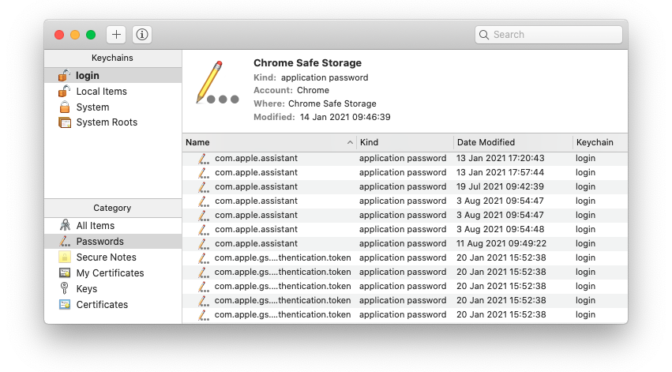 Search
Keychains
login
Local Items
System
System Roots
Category
All Items
Passwords
Secure Notes
My Certificates
Keys
Certificates
Chrome Safe Storage
Kind: application password
Account: Chrome
Where: Chrome Safe Storage
Modified: 14 Jan 2021 09:46:39
Name Kind Date Modified Keychain
com.apple.assistant application password 13 Jan 2021 17:20:43 login
com.apple.assistant application password 13 Jan 2021 17:57:44 login
com.apple.assistant application password 19 Jul 2021 09:42:39 login
com.apple.assistant application password 3 Aug 2021 09:54:47 login
com.apple.assistant application password 3 Aug 2021 09:54:47 login
com.apple.assistant application password 3 Aug 2021 09:54:48 login
com.apple.assistant application password 11 Aug 2021 09:49:22 login
com.apple.gs....thentication.token application password 20 Jan 2021 15:52:38 login
com.apple.gs....thentication.token application password 20 Jan 2021 15:52:38 login
com.apple.gs....thentication.token application password 20 Jan 2021 15:52:38 login
com.apple.gs....thentication.token application password 20 Jan 2021 15:52:38 login
com.apple.gs....thentication.token application password 20 Jan 2021 15:52:38 login